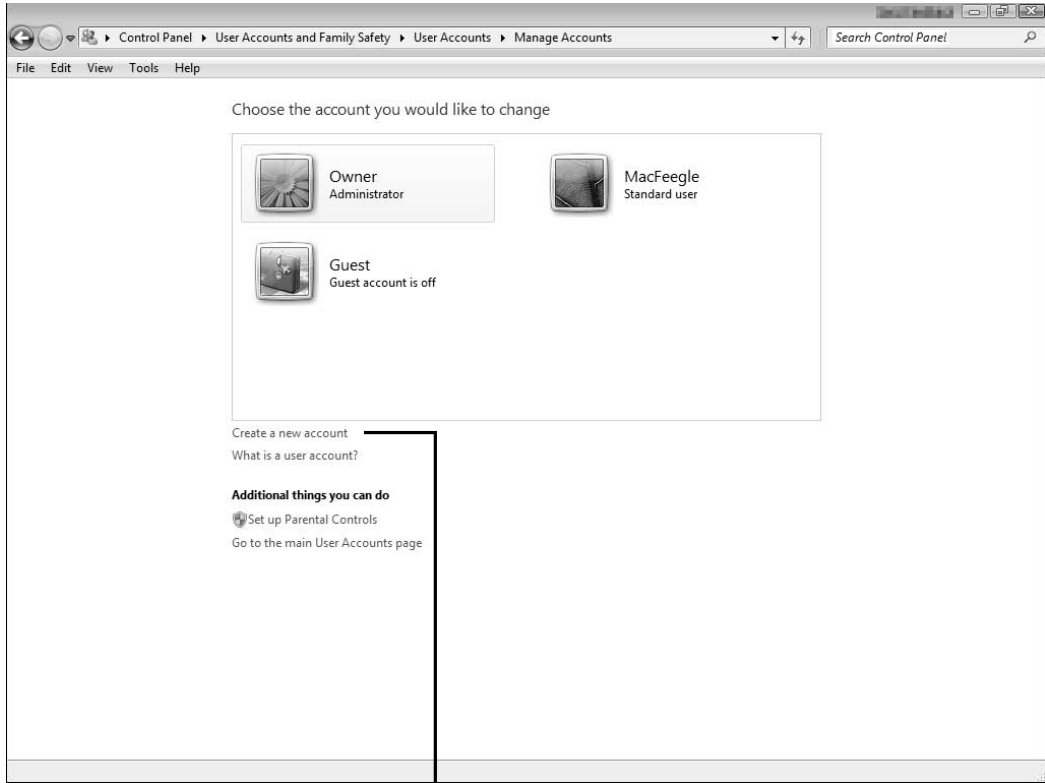 Control Panel User Accounts and Family Safety User Accounts Manage Accounts Search Control Panel
File Edit View Tools Help
Choose the account you would like to change
Owner
Administrator
MacFeegle
Standard user
Guest
Guest account is off
Create a new account
What is a user account?
Additional things you can do
Set up Parental Controls
Go to the main User Accounts page